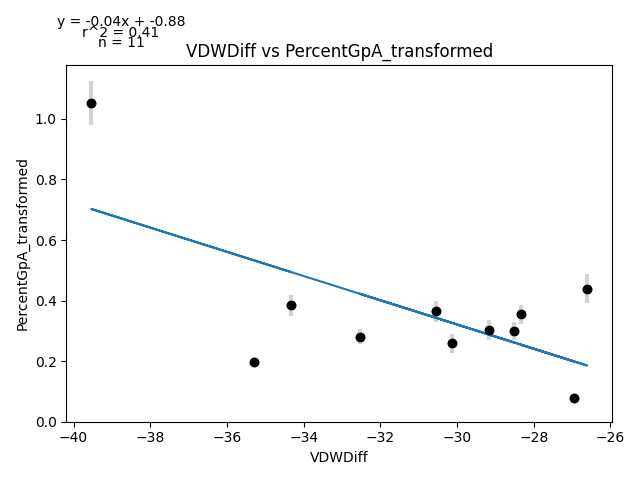 y = -0.04x + -0.88
r^2 = 0.41
n = 11
VDWDiff vs PercentGpA_transformed
PercentGpA_transformed
1.0
0.8
0.6
0.4
0.2
0.0
−40 −38 −36 −34 −32 −30 −28 −26
VDWDiff